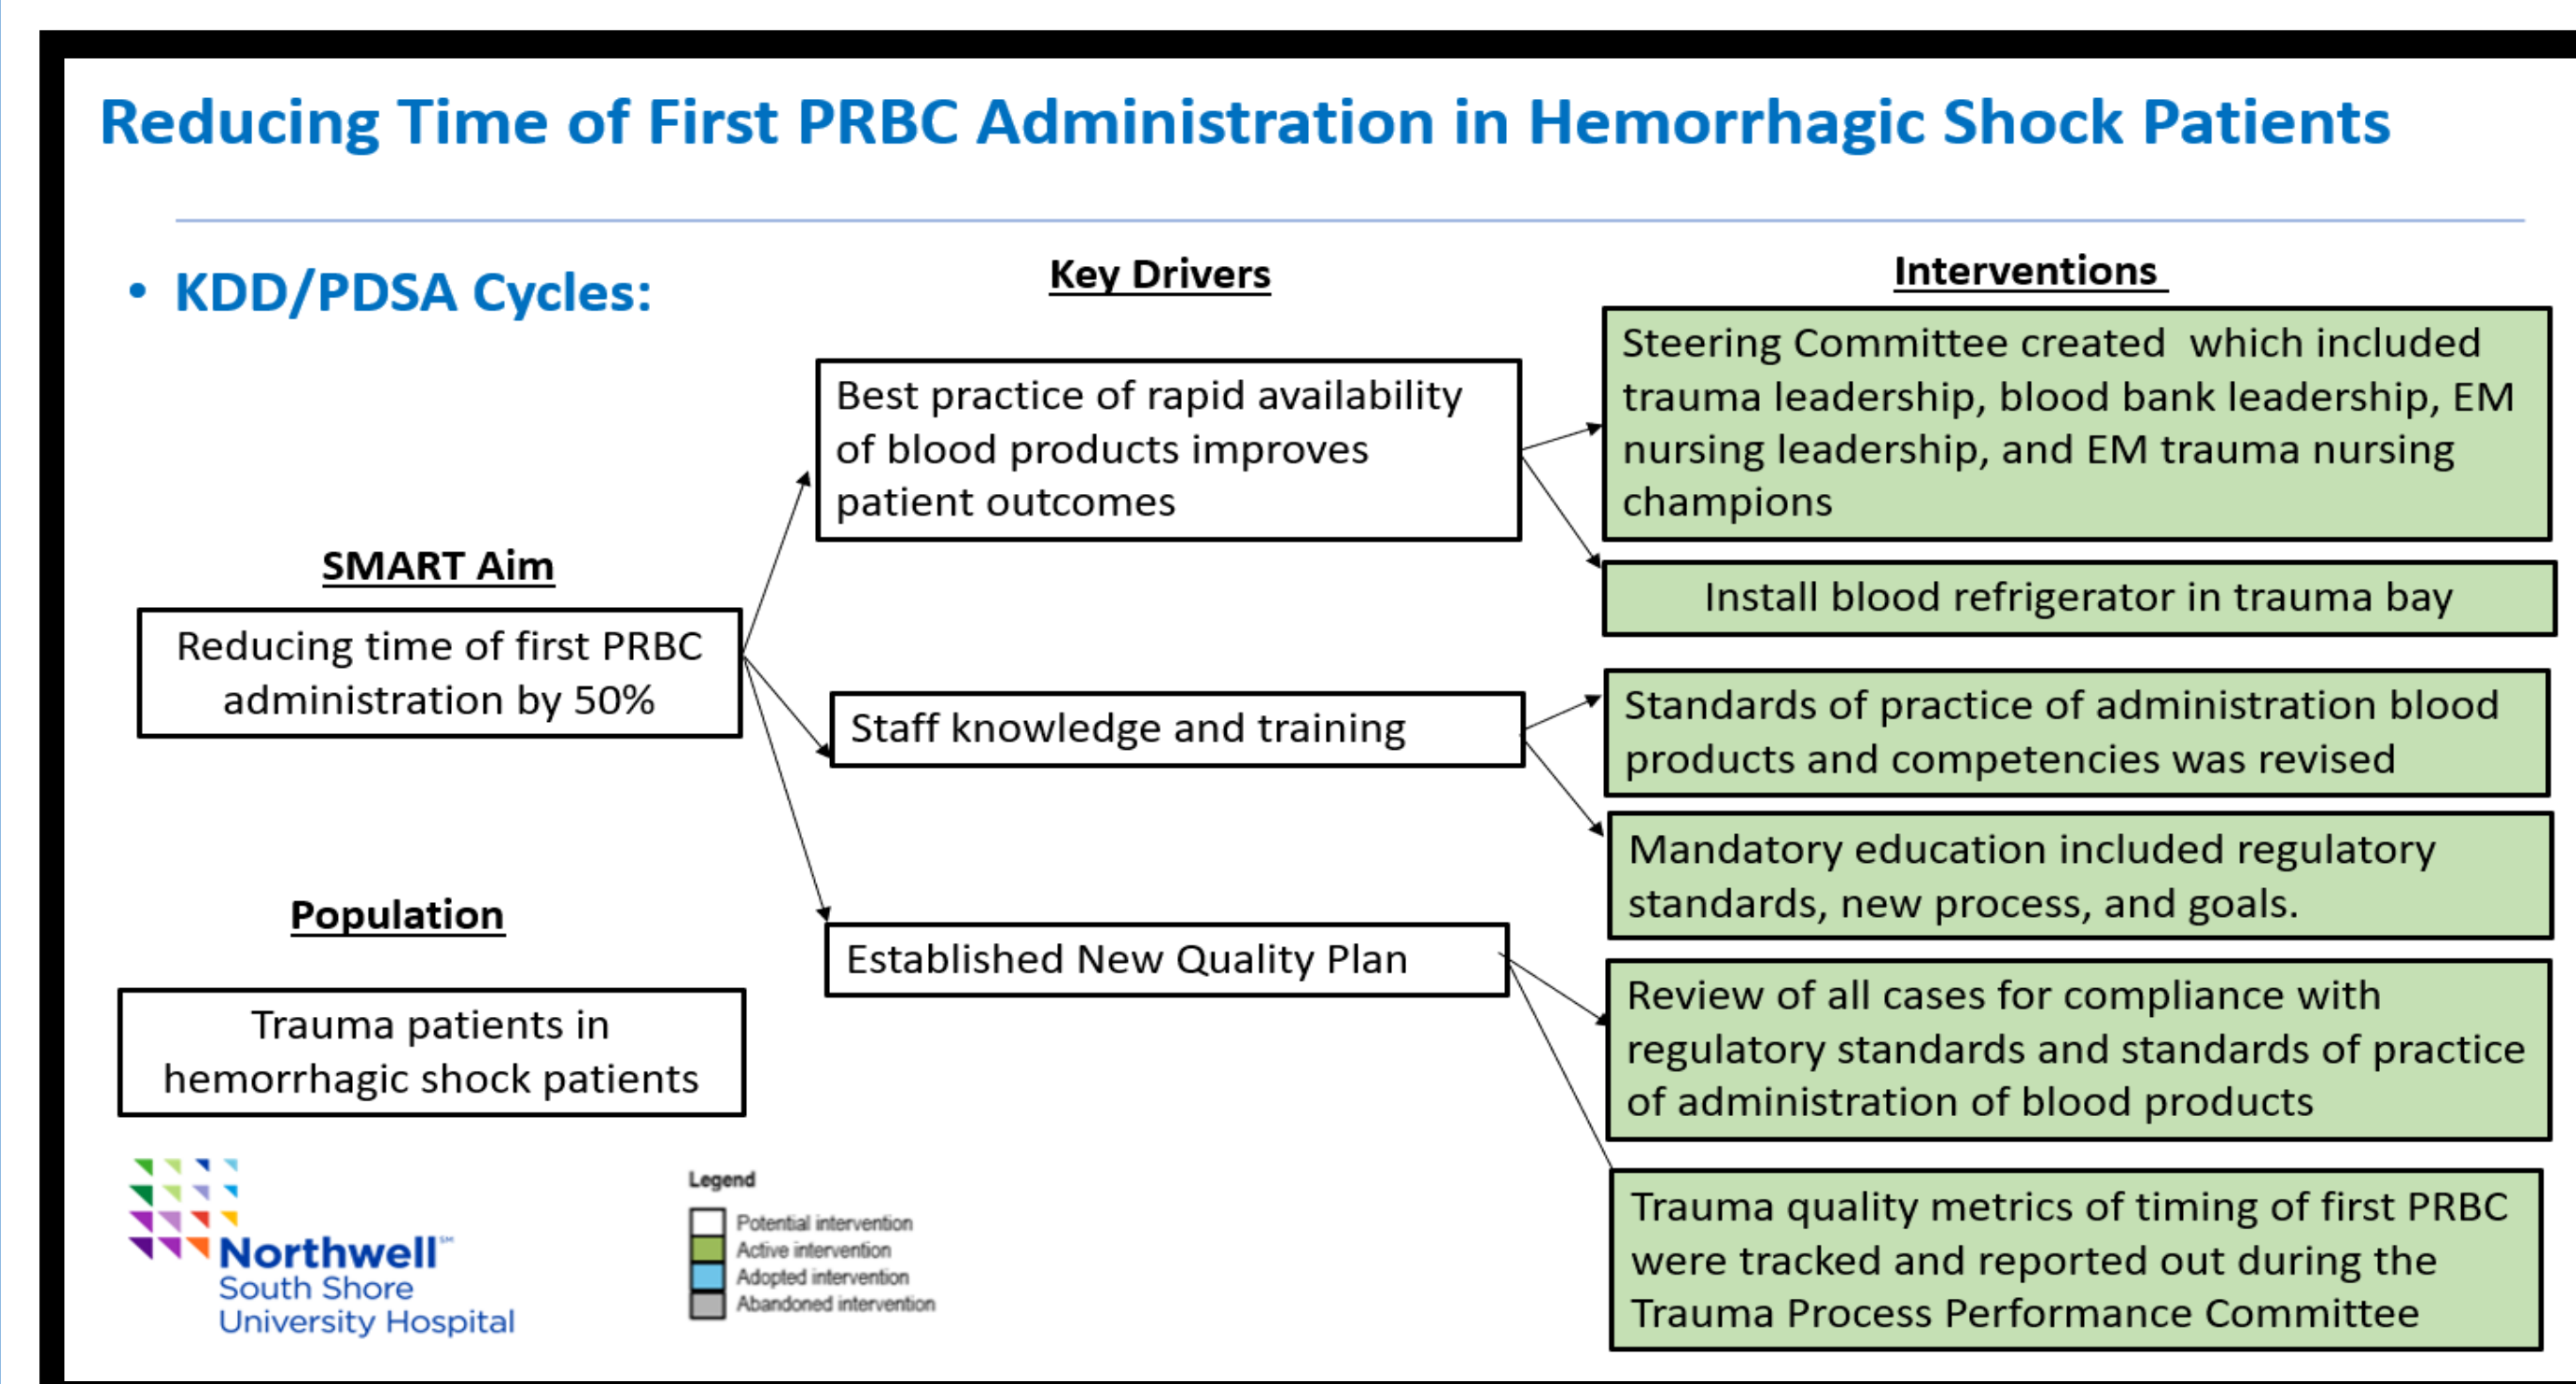 Reducing Time of First PRBC Administration in Hemorrhagic Shock Patients
• KDD/PDSA Cycles:
SMART Aim
Reducing time of first PRBC
administration by 50%
Population
Trauma patients in
hemorrhagic shock patients
Key Drivers
Best practice of rapid availability
of blood products improves
patient outcomes
Staff knowledge and training
Established New Quality Plan
Interventions
Steering Committee created which included
trauma leadership, blood bank leadership, EM
nursing leadership, and EM trauma nursing
champions
Install blood refrigerator in trauma bay
Standards of practice of administration blood
products and competencies was revised
Mandatory education included regulatory
standards, new process, and goals.
Review of all cases for compliance with
regulatory standards and standards of practice
of administration of blood products
Trauma quality metrics of timing of first PRBC
were tracked and reported out during the
Trauma Process Performance Committee
Northwell℠
South Shore
University Hospital
Legend
Potential intervention
Active intervention
Adopted intervention
Abandoned intervention